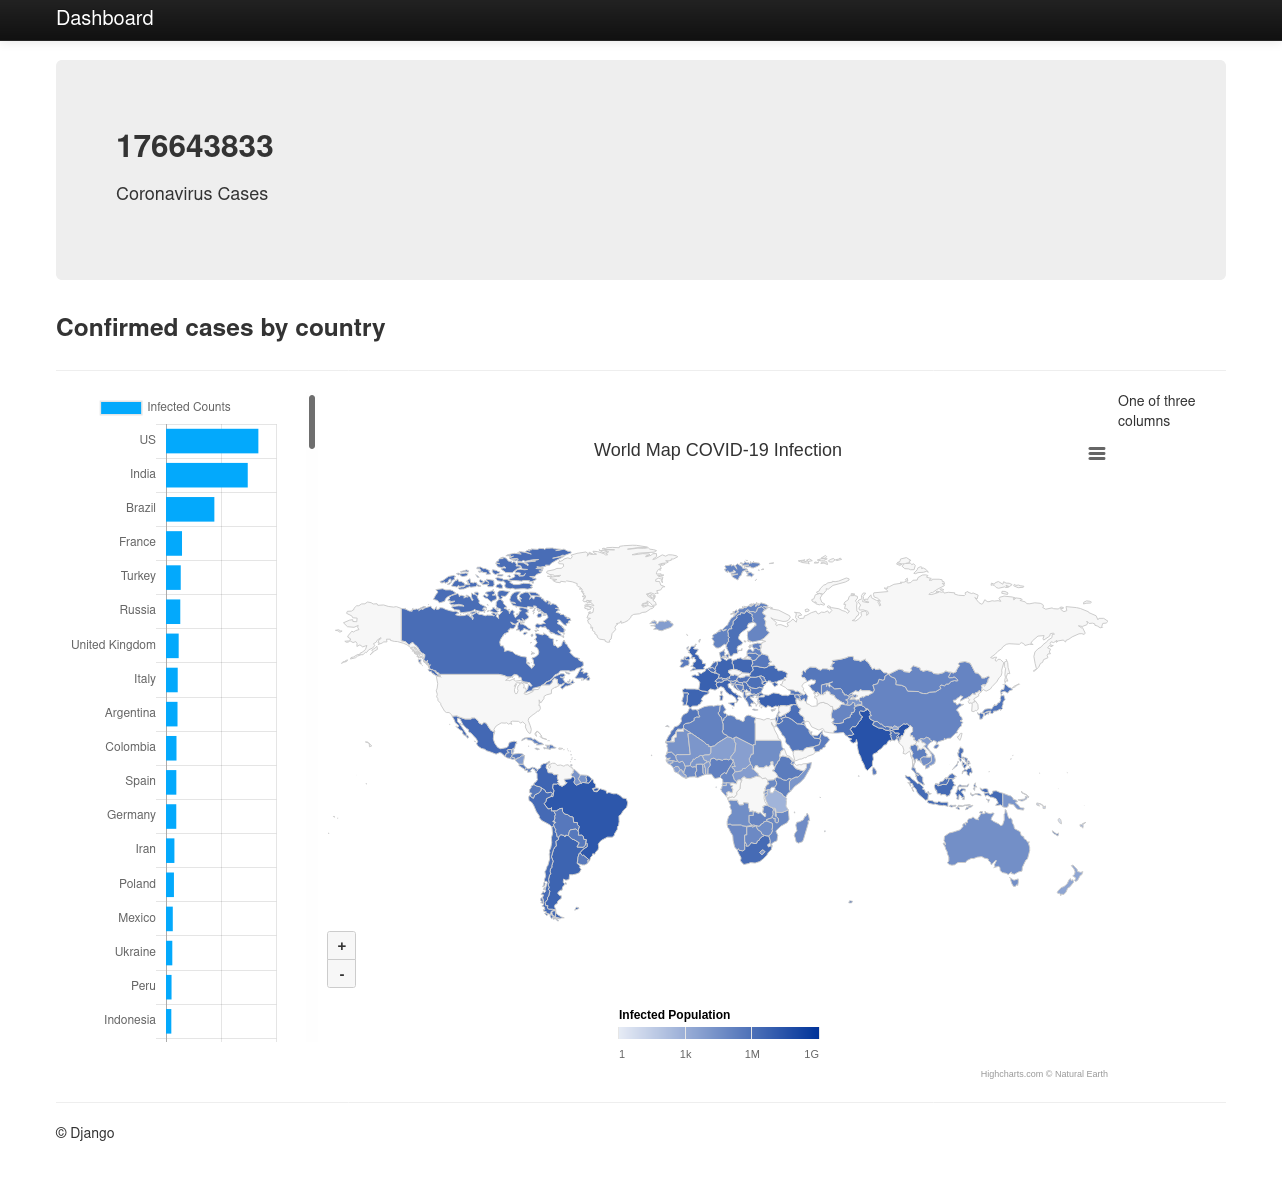 Dashboard
176643833
Coronavirus Cases
Confirmed cases by country
Infected Counts
US
India
Brazil
France
Turkey
Russia
United Kingdom
Italy
Argentina
Colombia
Spain
Germany
Iran
Poland
Mexico
Ukraine
Peru
Indonesia
World Map COVID-19 Infection
+
-
Infected Population
1 1k 1M 1G
Highcharts.com © Natural Earth
One of three
columns
© Django